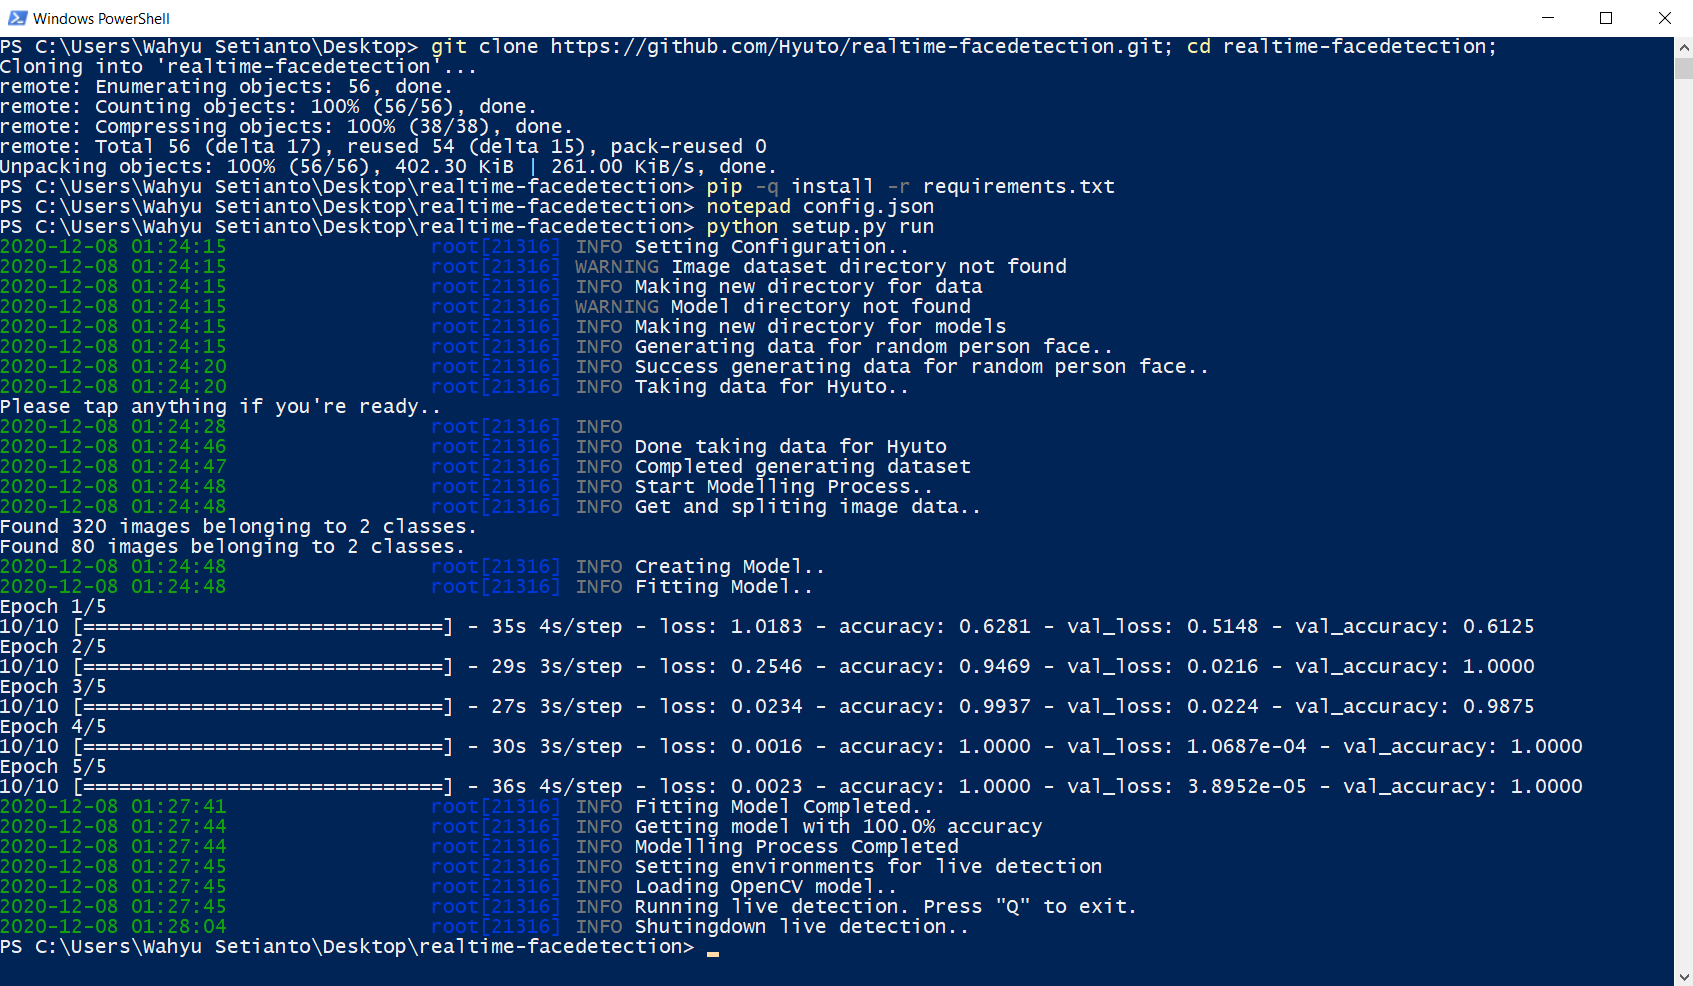 Windows PowerShell
PS C:\Users\Wahyu Setianto\Desktop> git clone https://github.com/Hyuto/realtime-facedetection.git; cd realtime-facedetection;
Cloning into 'realtime-facedetection'...
remote: Enumerating objects: 56, done.
remote: Counting objects: 100% (56/56), done.
remote: Compressing objects: 100% (38/38), done.
remote: Total 56 (delta 17), reused 54 (delta 15), pack-reused 0
Unpacking objects: 100% (56/56), 402.30 KiB | 261.00 KiB/s, done.
PS C:\Users\Wahyu Setianto\Desktop\realtime-facedetection> pip -q install -r requirements.txt
PS C:\Users\Wahyu Setianto\Desktop\realtime-facedetection> notepad config.json
PS C:\Users\Wahyu Setianto\Desktop\realtime-facedetection> python setup.py run
2020-12-08 01:24:15 root[21316] INFO Setting Configuration..
2020-12-08 01:24:15 root[21316] WARNING Image dataset directory not found
2020-12-08 01:24:15 root[21316] INFO Making new directory for data
2020-12-08 01:24:15 root[21316] WARNING Model directory not found
2020-12-08 01:24:15 root[21316] INFO Making new directory for models
2020-12-08 01:24:15 root[21316] INFO Generating data for random person face..
2020-12-08 01:24:20 root[21316] INFO Success generating data for random person face..
2020-12-08 01:24:20 root[21316] INFO Taking data for Hyuto..
Please tap anything if you're ready..
2020-12-08 01:24:28 root[21316] INFO
2020-12-08 01:24:46 root[21316] INFO Done taking data for Hyuto
2020-12-08 01:24:47 root[21316] INFO Completed generating dataset
2020-12-08 01:24:48 root[21316] INFO Start Modelling Process..
2020-12-08 01:24:48 root[21316] INFO Get and spliting image data..
Found 320 images belonging to 2 classes.
Found 80 images belonging to 2 classes.
2020-12-08 01:24:48 root[21316] INFO Creating Model..
2020-12-08 01:24:48 root[21316] INFO Fitting Model..
Epoch 1/5
10/10 [==============================] - 35s 4s/step - loss: 1.0183 - accuracy: 0.6281 - val_loss: 0.5148 - val_accuracy: 0.6125
Epoch 2/5
10/10 [==============================] - 29s 3s/step - loss: 0.2546 - accuracy: 0.9469 - val_loss: 0.0216 - val_accuracy: 1.0000
Epoch 3/5
10/10 [==============================] - 27s 3s/step - loss: 0.0234 - accuracy: 0.9937 - val_loss: 0.0224 - val_accuracy: 0.9875
Epoch 4/5
10/10 [==============================] - 30s 3s/step - loss: 0.0016 - accuracy: 1.0000 - val_loss: 1.0687e-04 - val_accuracy: 1.0000
Epoch 5/5
10/10 [==============================] - 36s 4s/step - loss: 0.0023 - accuracy: 1.0000 - val_loss: 3.8952e-05 - val_accuracy: 1.0000
2020-12-08 01:27:41 root[21316] INFO Fitting Model Completed..
2020-12-08 01:27:44 root[21316] INFO Getting model with 100.0% accuracy
2020-12-08 01:27:44 root[21316] INFO Modelling Process Completed
2020-12-08 01:27:45 root[21316] INFO Setting environments for live detection
2020-12-08 01:27:45 root[21316] INFO Loading OpenCV model..
2020-12-08 01:27:45 root[21316] INFO Running live detection. Press "Q" to exit.
2020-12-08 01:28:04 root[21316] INFO Shutingdown live detection..
PS C:\Users\Wahyu Setianto\Desktop\realtime-facedetection>